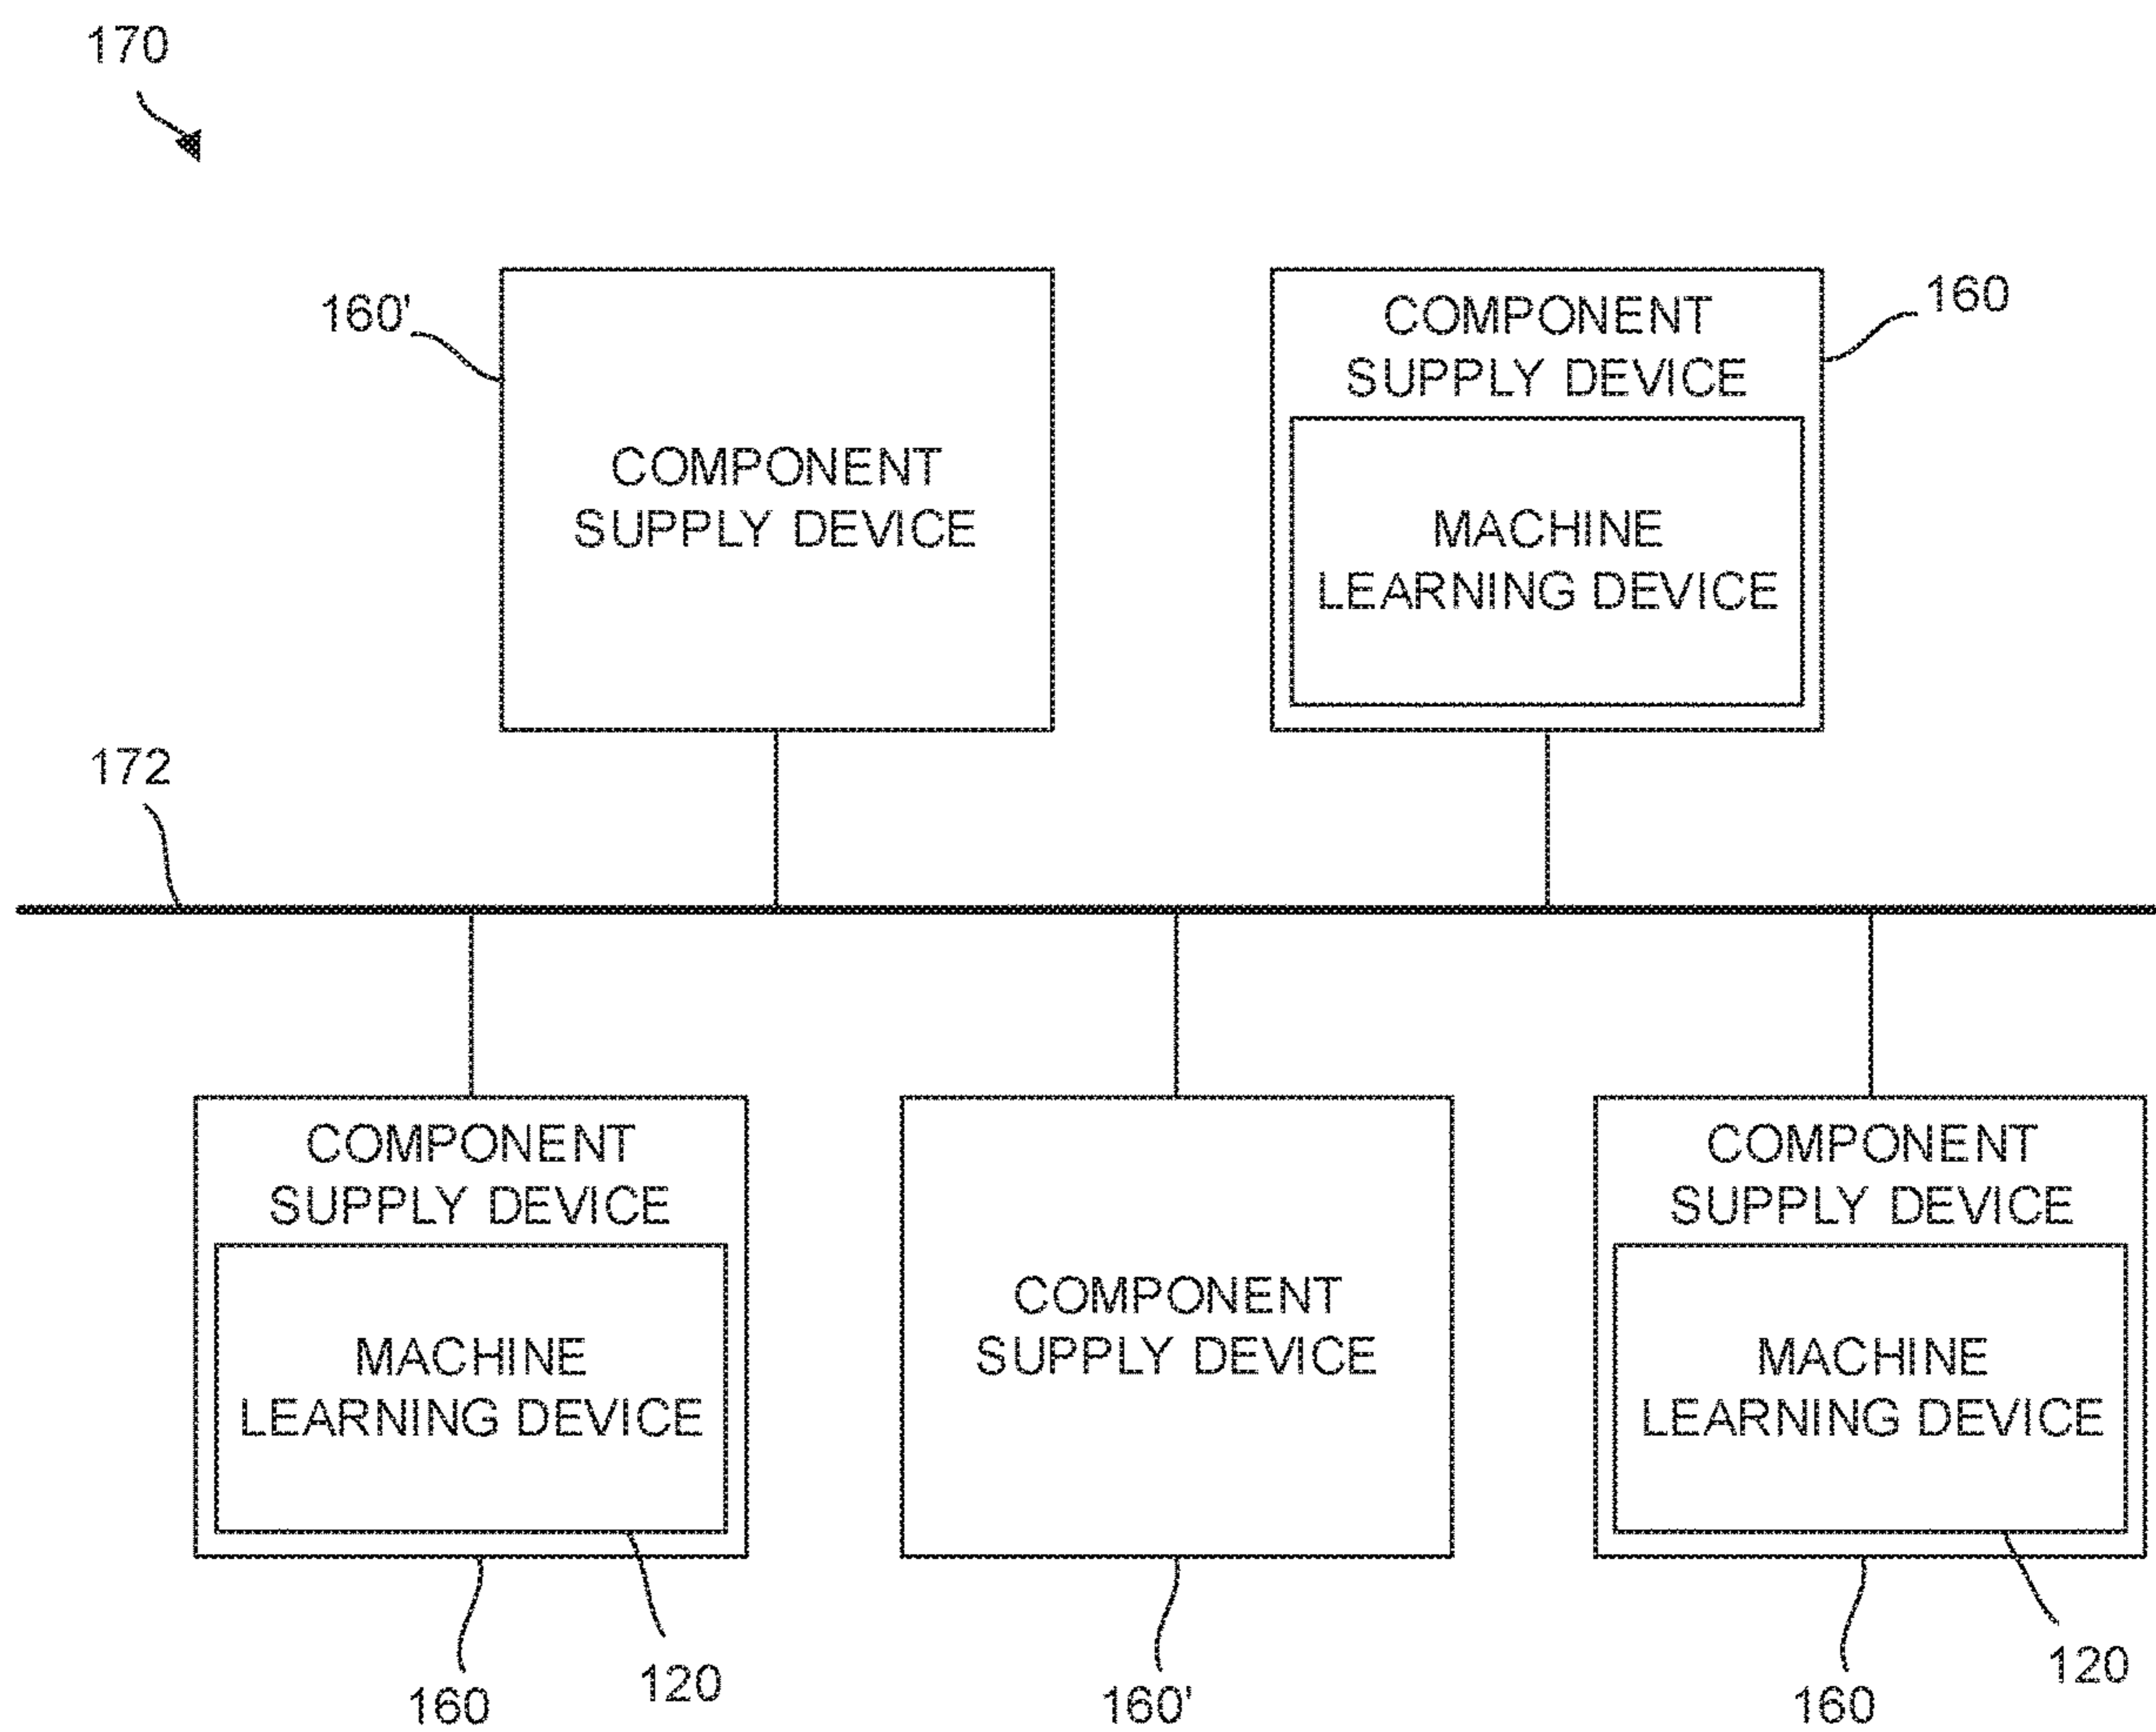 170
160'
COMPONENT
SUPPLY DEVICE
COMPONENT
SUPPLY DEVICE
160
MACHINE
LEARNING DEVICE
172
COMPONENT
SUPPLY DEVICE
MACHINE
LEARNING DEVICE
160
120
COMPONENT
SUPPLY DEVICE
160'
COMPONENT
SUPPLY DEVICE
MACHINE
LEARNING DEVICE
160
120